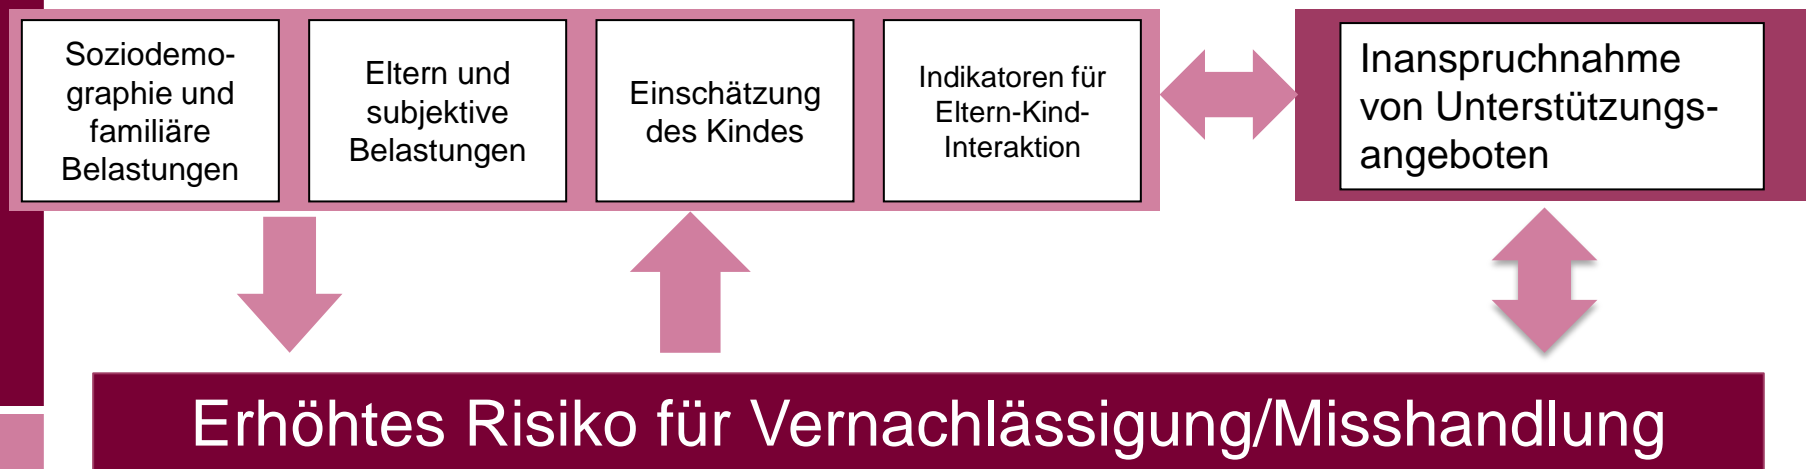 Soziodemo-
graphie und
familiäre
Belastungen
Eltern und
subjektive
Belastungen
Einschätzung
des Kindes
Indikatoren für
Eltern-Kind-
Interaktion
Inanspruchnahme
von Unterstützungs-
angeboten
Erhöhtes Risiko für Vernachlässigung/Misshandlung